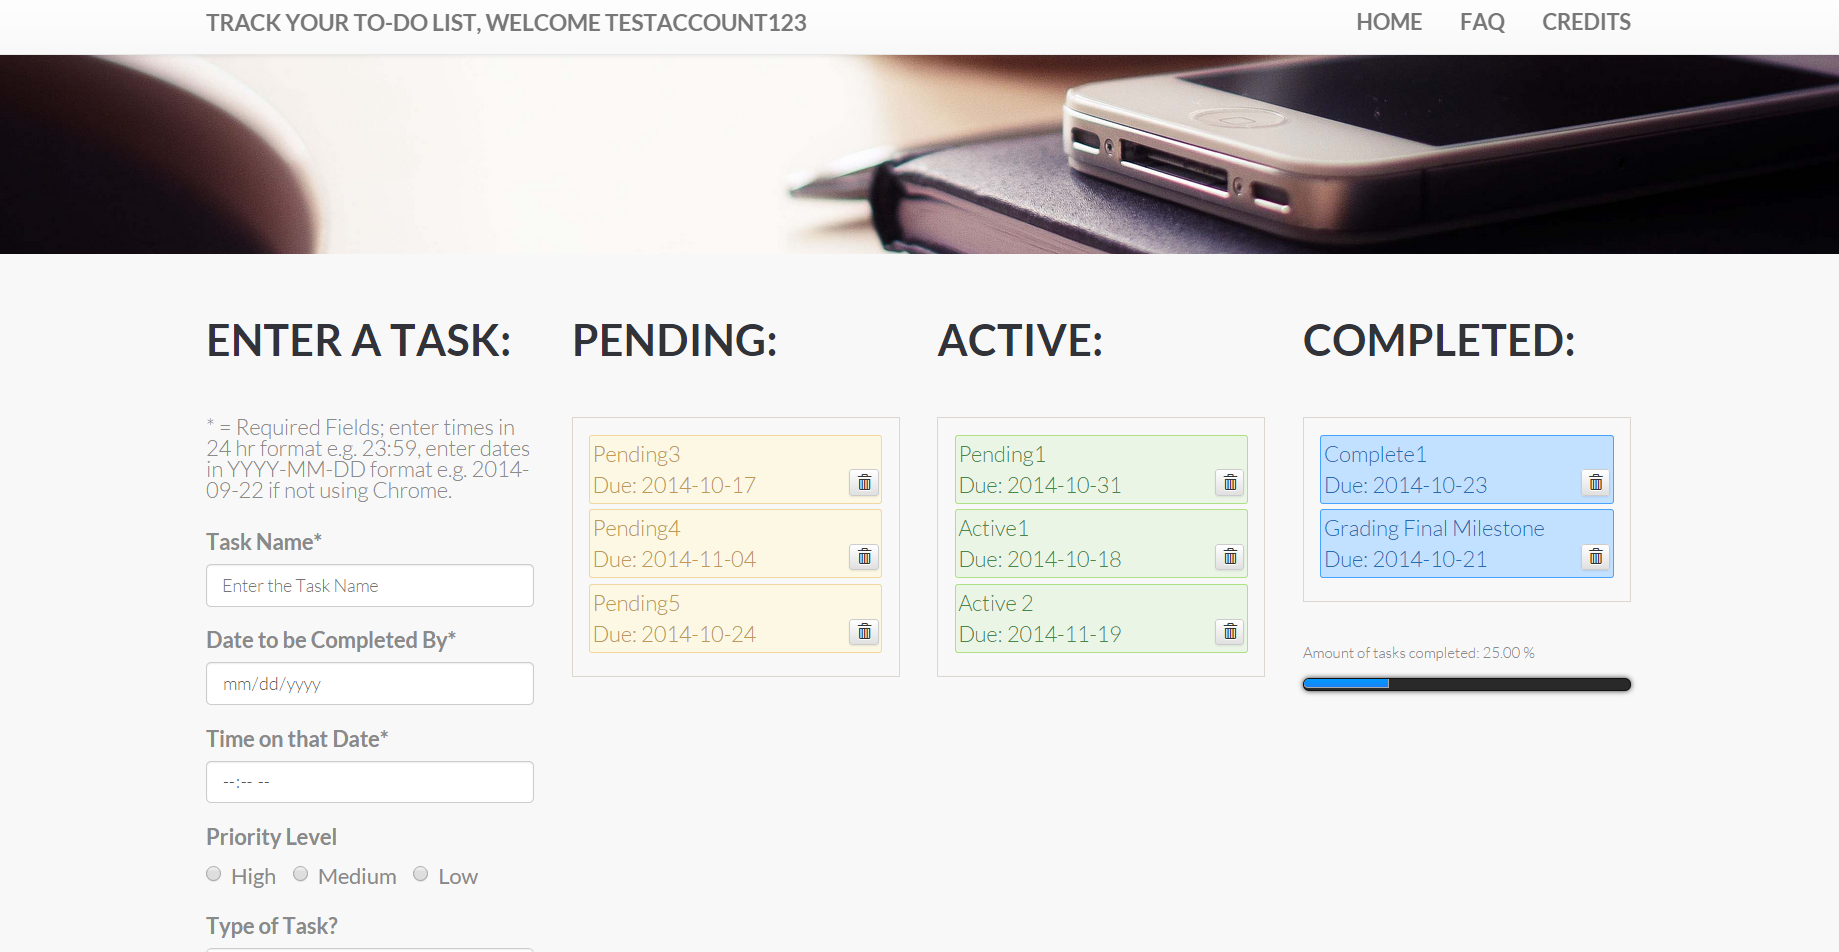 TRACK YOUR TO-DO LIST, WELCOME TESTACCOUNT123
HOME FAQ CREDITS
ENTER A TASK:
* = Required Fields; enter times in
24 hr format e.g. 23:59, enter dates
in YYYY-MM-DD format e.g. 2014-
09-22 if not using Chrome.
Task Name*
Enter the Task Name
Date to be Completed By*
mm/dd/yyyy
Time on that Date*
--:-- --
Priority Level
High Medium Low
Type of Task?
PENDING:
Pending3
Due: 2014-10-17
Pending4
Due: 2014-11-04
Pending5
Due: 2014-10-24
ACTIVE:
Pending1
Due: 2014-10-31
Active1
Due: 2014-10-18
Active 2
Due: 2014-11-19
COMPLETED:
Complete1
Due: 2014-10-23
Grading Final Milestone
Due: 2014-10-21
Amount of tasks completed: 25.00 %